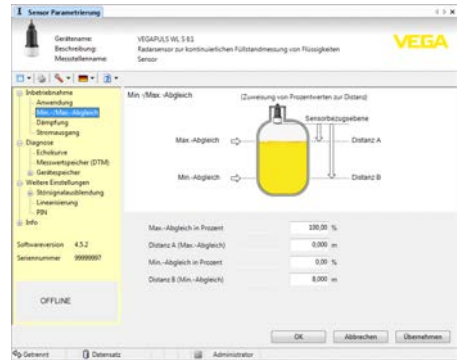 Sensor Parametrierung
Gerätename: VEGAPULS WL S 61
Beschreibung: Radarsensor zur kontinuierlichen Füllstandmessung von Flüssigkeiten
Messstellenname: Sensor
VEGA
Inbetriebnahme
Anwendung
Min.-/Max.-Abgleich
Dämpfung
Stromausgang
Diagnose
Echokurve
Messwertspeicher (DTM)
Gerätespeicher
Weitere Einstellungen
Störsignalausblendung
Linearisierung
PIN
Info
Softwareversion 4.5.2
Seriennummer 99999997
OFFLINE
Min.-/Max.-Abgleich
(Zuweisung von Prozentwerten zur Distanz)
Sensorbezugsebene
Max.-Abgleich
Distanz A
Min.-Abgleich
Distanz B
Max.-Abgleich in Prozent 100,00 %
Distanz A (Max.-Abgleich) 0,000 m
Min.-Abgleich in Prozent 0,00 %
Distanz B (Min.-Abgleich) 8,000 m
OK Abbrechen Übernehmen
Getrennt Datensatz Administrator